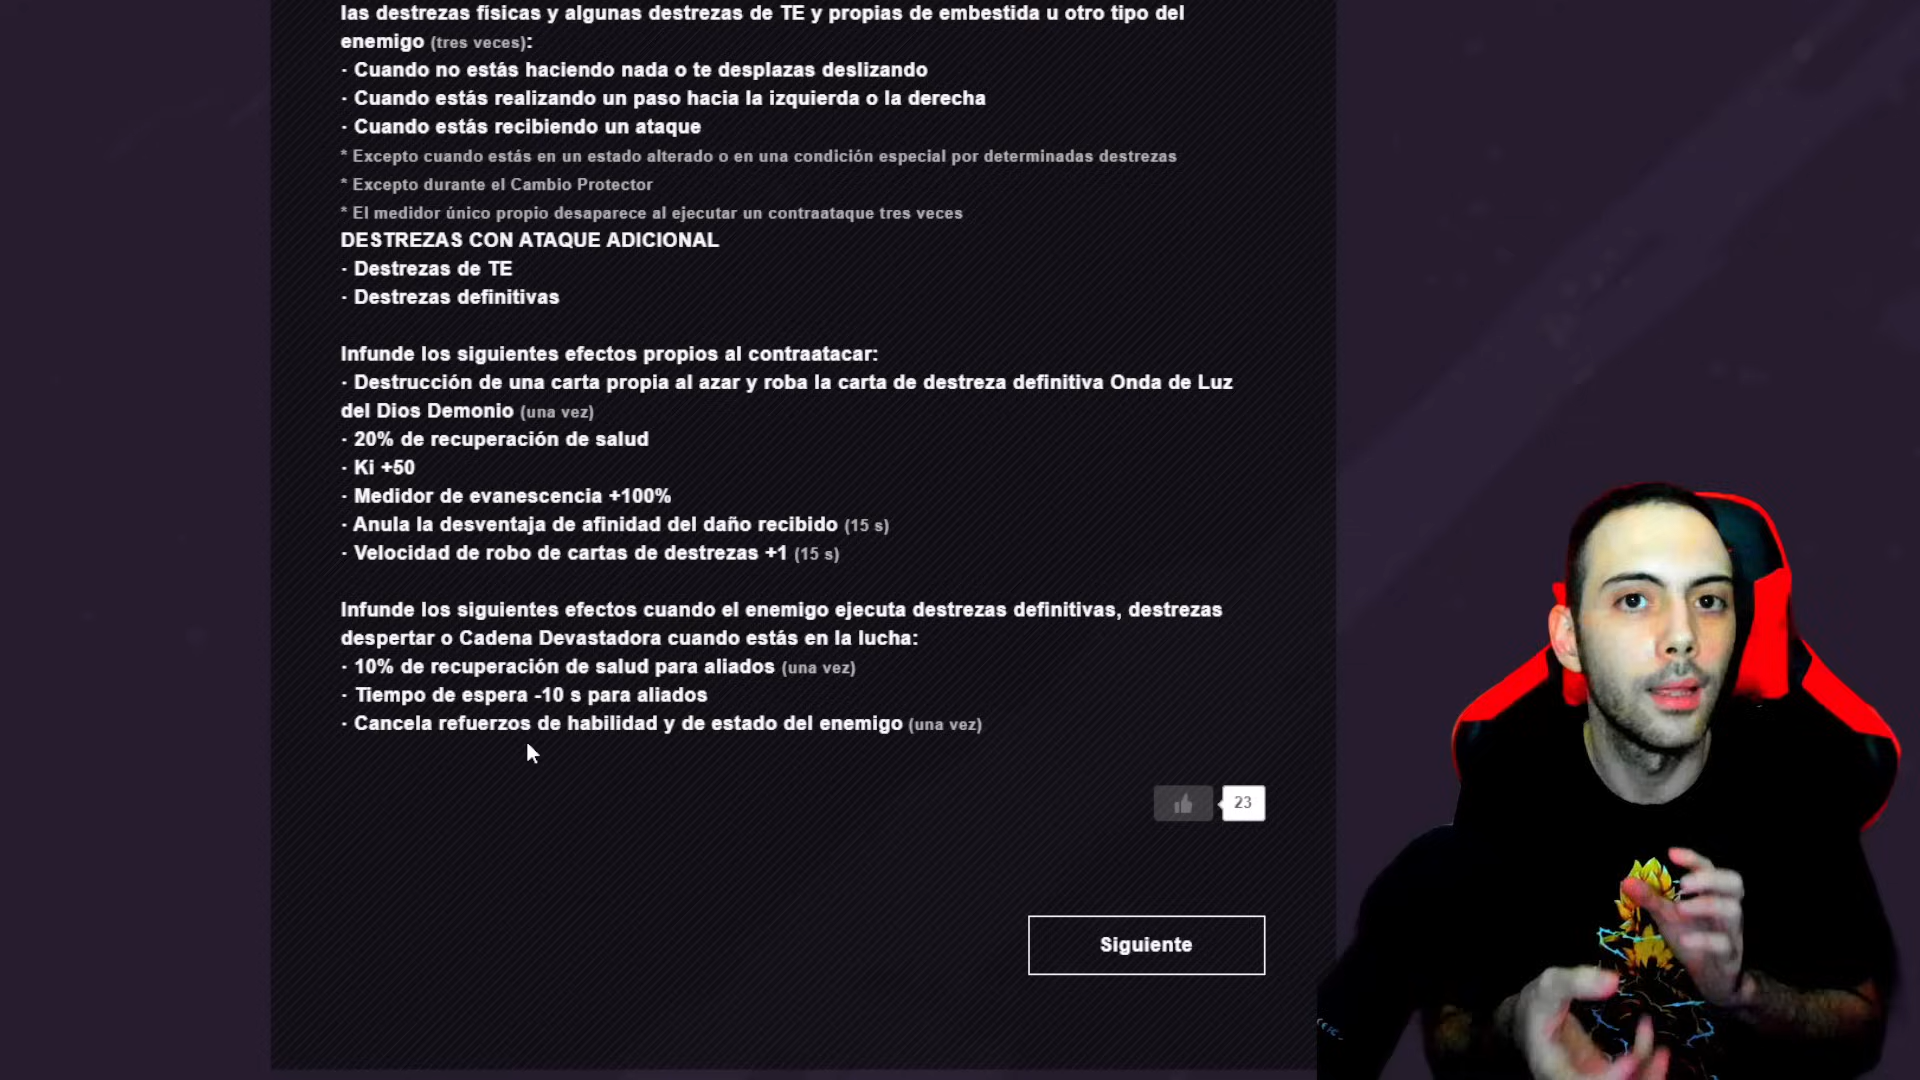 las destrezas físicas y algunas destrezas de TE y propias de embestida u otro tipo del
enemigo (tres veces):
· Cuando no estás haciendo nada o te desplazas deslizando
· Cuando estás realizando un paso hacia la izquierda o la derecha
· Cuando estás recibiendo un ataque
* Excepto cuando estás en un estado alterado o en una condición especial por determinadas destrezas
* Excepto durante el Cambio Protector
* El medidor único propio desaparece al ejecutar un contraataque tres veces
DESTREZAS CON ATAQUE ADICIONAL
· Destrezas de TE
· Destrezas definitivas
Infunde los siguientes efectos propios al contraatacar:
· Destrucción de una carta propia al azar y roba la carta de destreza definitiva Onda de Luz
del Dios Demonio (una vez)
· 20% de recuperación de salud
· Ki +50
· Medidor de evanescencia +100%
· Anula la desventaja de afinidad del daño recibido (15 s)
· Velocidad de robo de cartas de destrezas +1 (15 s)
Infunde los siguientes efectos cuando el enemigo ejecuta destrezas definitivas, destrezas
despertar o Cadena Devastadora cuando estás en la lucha:
· 10% de recuperación de salud para aliados (una vez)
· Tiempo de espera -10 s para aliados
· Cancela refuerzos de habilidad y de estado del enemigo (una vez)
23
Siguiente